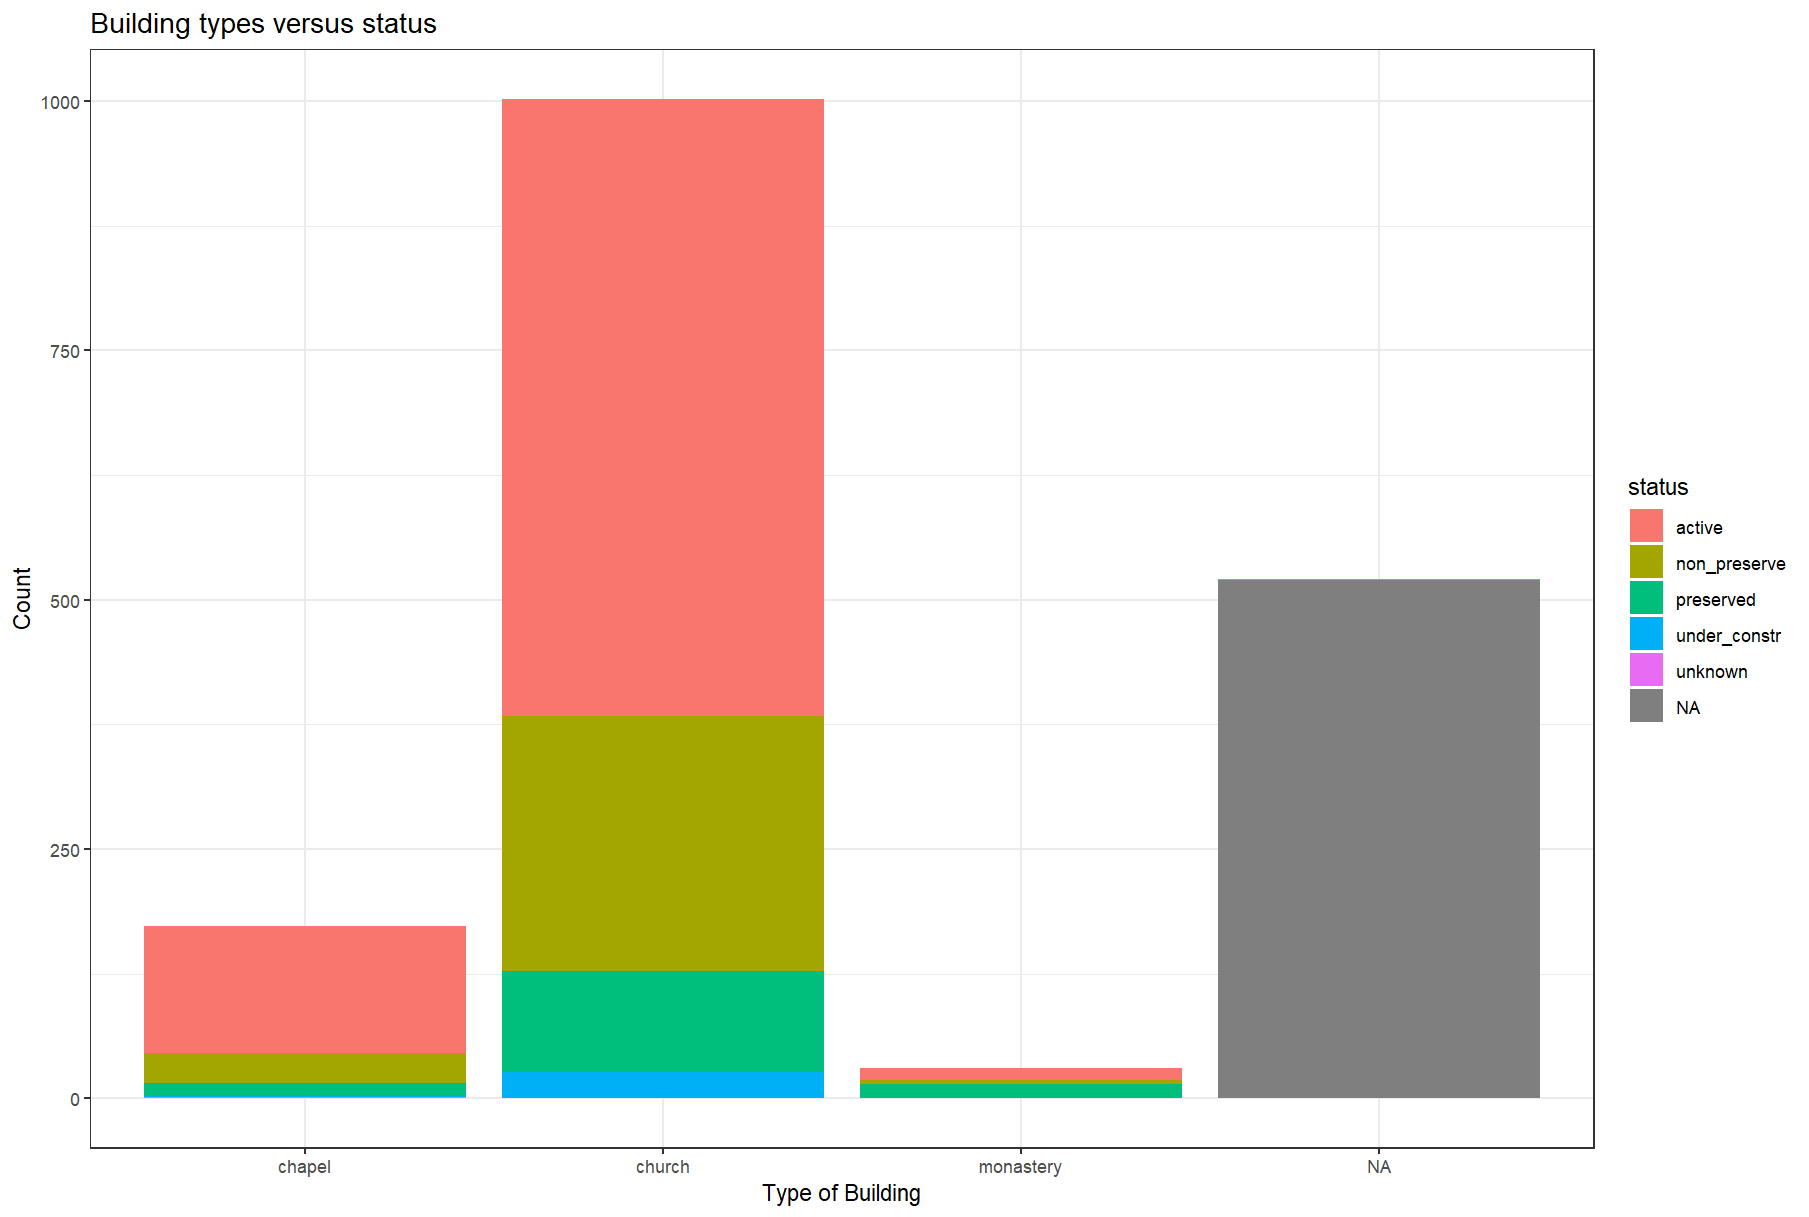 Building types versus status
1000
750
500
250
0
Count
chapel
church
monastery
NA
Type of Building
status
active
non_preserve
preserved
under_constr
unknown
NA